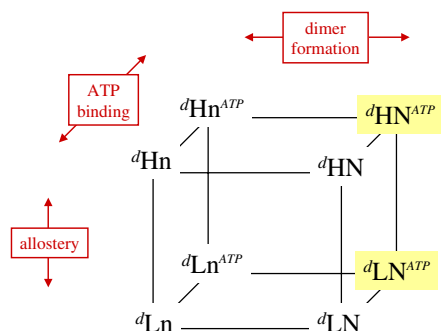 dimer
formation
ATP
binding
ᵈHnᴬᵀᴾ
ᵈHNᴬᵀᴾ
ᵈHn
ᵈHN
allostery
ᵈLnᴬᵀᴾ
ᵈLNᴬᵀᴾ
ᵈLn
ᵈLN